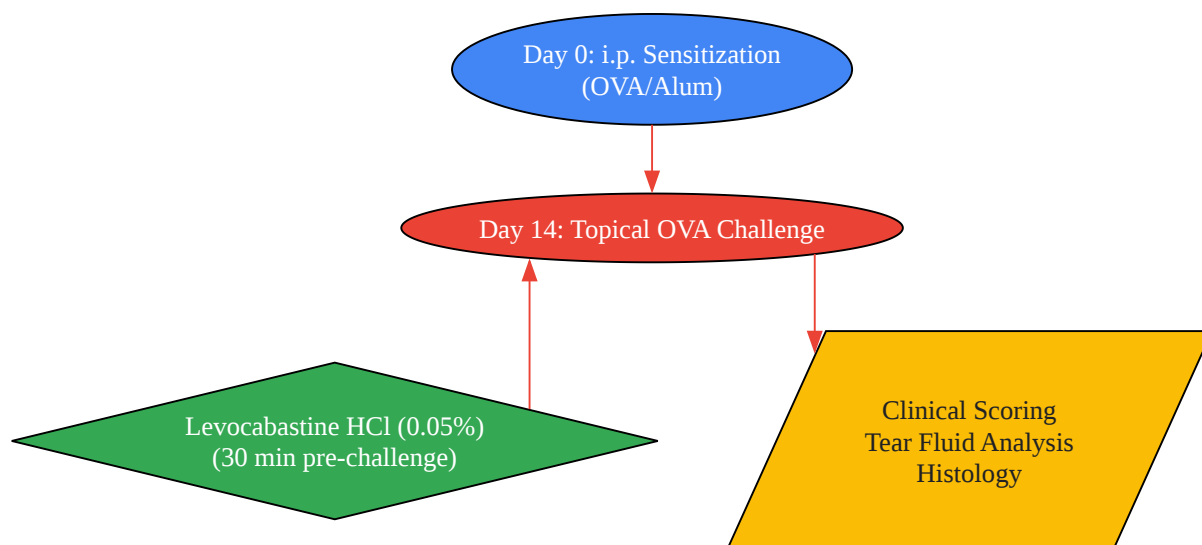 Day 0: i.p. Sensitization
(OVA/Alum)
Day 14: Topical OVA Challenge
Levocabastine HCl (0.05%)
(30 min pre-challenge)
Clinical Scoring
Tear Fluid Analysis
Histology